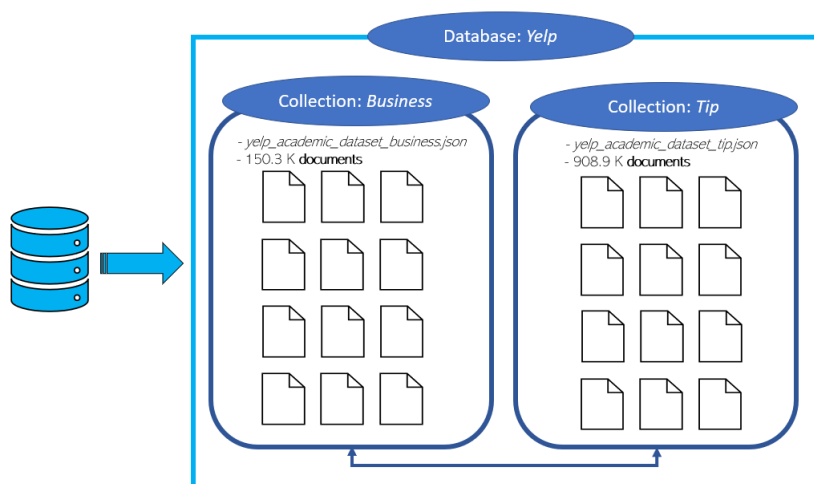 Database: Yelp
Collection: Business
- yelp_academic_dataset_business.json
- 150.3 K documents
Collection: Tip
- yelp_academic_dataset_tip.json
- 908.9 K documents